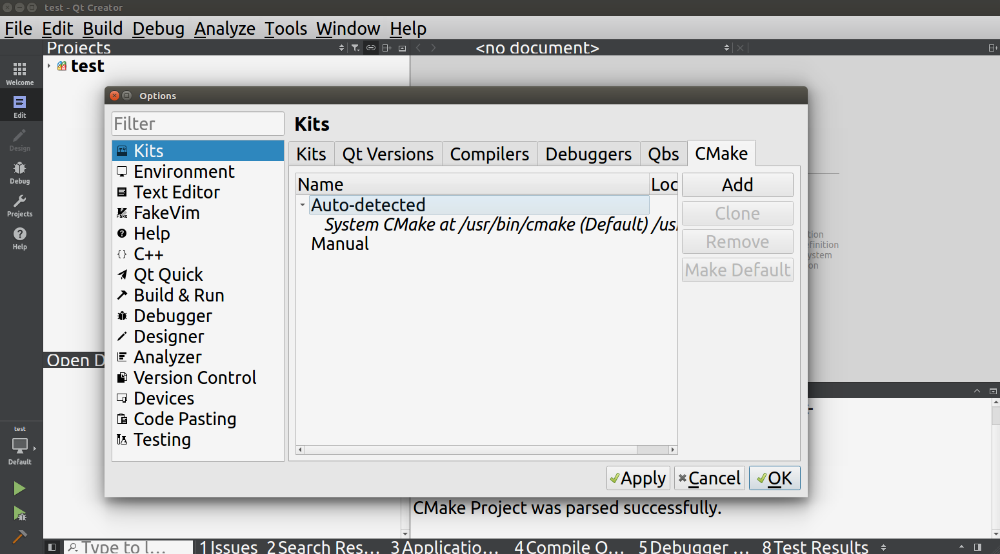 test - Qt Creator
File Edit Build Debug Analyze Tools Window Help
Projects
<no document>
test
Welcome
Edit
Design
Debug
Projects
Help
Options
Filter
Kits
Environment
Text Editor
FakeVim
Help
C++
Qt Quick
Build & Run
Debugger
Designer
Analyzer
Version Control
Devices
Code Pasting
Testing
Kits
Kits Qt Versions Compilers Debuggers Qbs CMake
Name Loc
Auto-detected
System CMake at /usr/bin/cmake (Default) /us
Manual
Add
Clone
Remove
Make Default
Apply Cancel OK
tion
finition
ystem
on
Open D
test
Default
CMake Project was parsed successfully.
Type to l...
1 Issues 2 Search Res... 3 Applicatio... 4 Compile O... 5 Debugger ... 8 Test Results